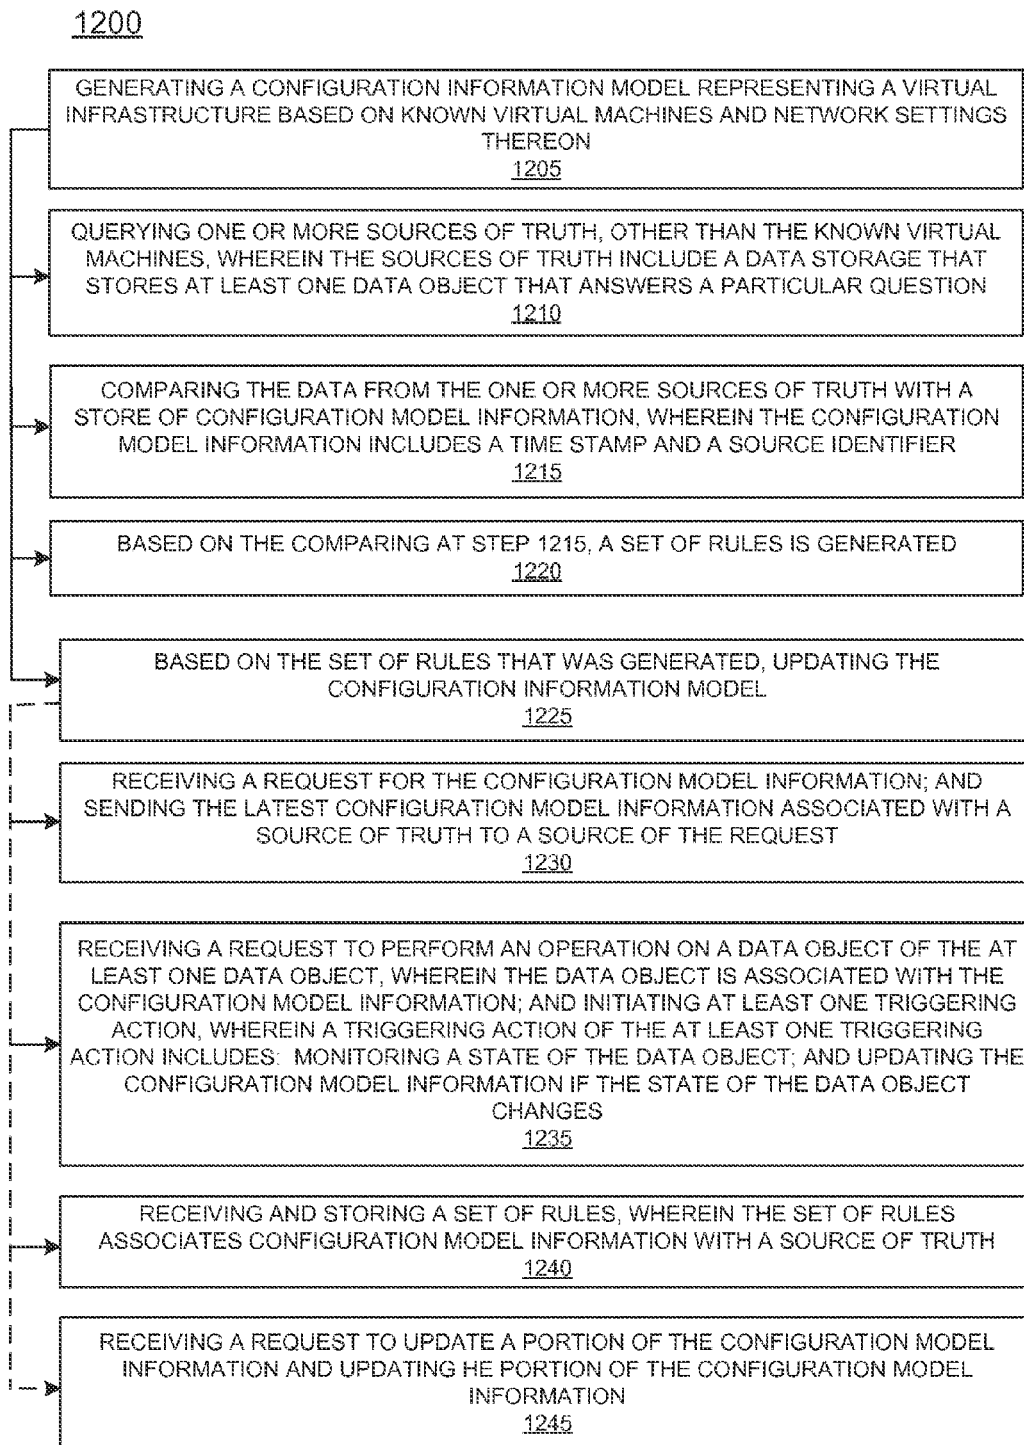 1200
GENERATING A CONFIGURATION INFORMATION MODEL REPRESENTING A VIRTUAL
INFRASTRUCTURE BASED ON KNOWN VIRTUAL MACHINES AND NETWORK SETTINGS
THEREON
1205
QUERYING ONE OR MORE SOURCES OF TRUTH, OTHER THAN THE KNOWN VIRTUAL
MACHINES, WHEREIN THE SOURCES OF TRUTH INCLUDE A DATA STORAGE THAT
STORES AT LEAST ONE DATA OBJECT THAT ANSWERS A PARTICULAR QUESTION
1210
COMPARING THE DATA FROM THE ONE OR MORE SOURCES OF TRUTH WITH A
STORE OF CONFIGURATION MODEL INFORMATION, WHEREIN THE CONFIGURATION
MODEL INFORMATION INCLUDES A TIME STAMP AND A SOURCE IDENTIFIER
1215
BASED ON THE COMPARING AT STEP 1215, A SET OF RULES IS GENERATED
1220
BASED ON THE SET OF RULES THAT WAS GENERATED, UPDATING THE
CONFIGURATION INFORMATION MODEL
1225
RECEIVING A REQUEST FOR THE CONFIGURATION MODEL INFORMATION; AND
SENDING THE LATEST CONFIGURATION MODEL INFORMATION ASSOCIATED WITH A
SOURCE OF TRUTH TO A SOURCE OF THE REQUEST
1230
RECEIVING A REQUEST TO PERFORM AN OPERATION ON A DATA OBJECT OF THE AT
LEAST ONE DATA OBJECT, WHEREIN THE DATA OBJECT IS ASSOCIATED WITH THE
CONFIGURATION MODEL INFORMATION; AND INITIATING AT LEAST ONE TRIGGERING
ACTION, WHEREIN A TRIGGERING ACTION OF THE AT LEAST ONE TRIGGERING
ACTION INCLUDES: MONITORING A STATE OF THE DATA OBJECT; AND UPDATING THE
CONFIGURATION MODEL INFORMATION IF THE STATE OF THE DATA OBJECT
CHANGES
1235
RECEIVING AND STORING A SET OF RULES, WHEREIN THE SET OF RULES
ASSOCIATES CONFIGURATION MODEL INFORMATION WITH A SOURCE OF TRUTH
1240
RECEIVING A REQUEST TO UPDATE A PORTION OF THE CONFIGURATION MODEL
INFORMATION AND UPDATING HE PORTION OF THE CONFIGURATION MODEL
INFORMATION
1245